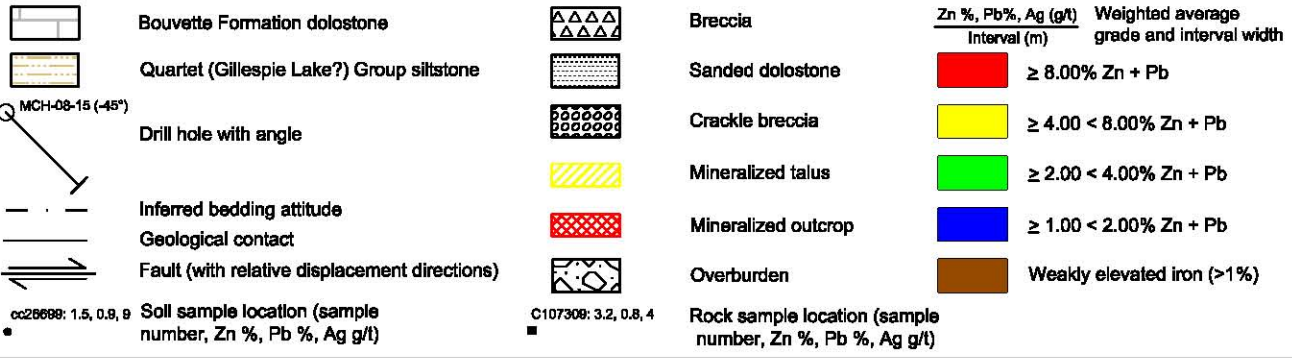 Bouvette Formation dolostone
Quartet (Gillespie Lake?) Group siltstone
MCH-08-15 (-45°)
Drill hole with angle
Inferred bedding attitude
Geological contact
Fault (with relative displacement directions)
cc26699: 1.5, 0.9, 9
Soil sample location (sample
number, Zn %, Pb %, Ag g/t)
Breccia
Sanded dolostone
Crackle breccia
Mineralized talus
Mineralized outcrop
Overburden
C107309: 3.2, 0.8, 4
Rock sample location (sample
number, Zn %, Pb %, Ag g/t)
Zn %, Pb%, Ag (g/t)
Interval (m)
Weighted average
grade and interval width
≥ 8.00% Zn + Pb
≥ 4.00 < 8.00% Zn + Pb
≥ 2.00 < 4.00% Zn + Pb
≥ 1.00 < 2.00% Zn + Pb
Weakly elevated iron (>1%)